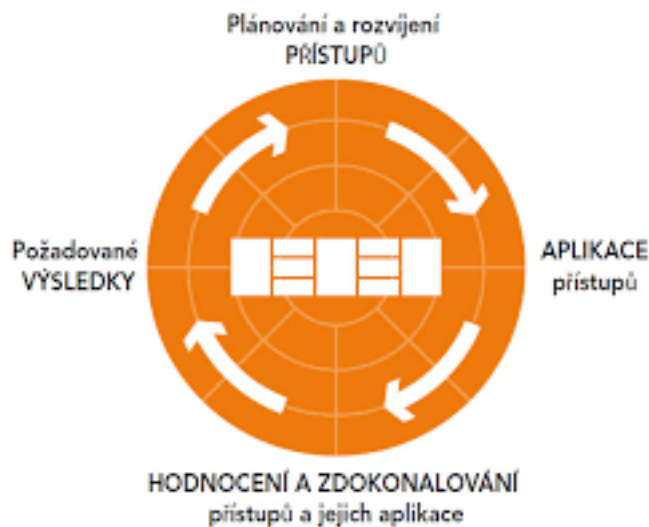 Plánování a rozvíjení
PŘÍSTUPŮ
Požadované
VÝSLEDKY
APLIKACE
přístupů
HODNOCENÍ A ZDOKONALOVÁNÍ
přístupů a jejich aplikace